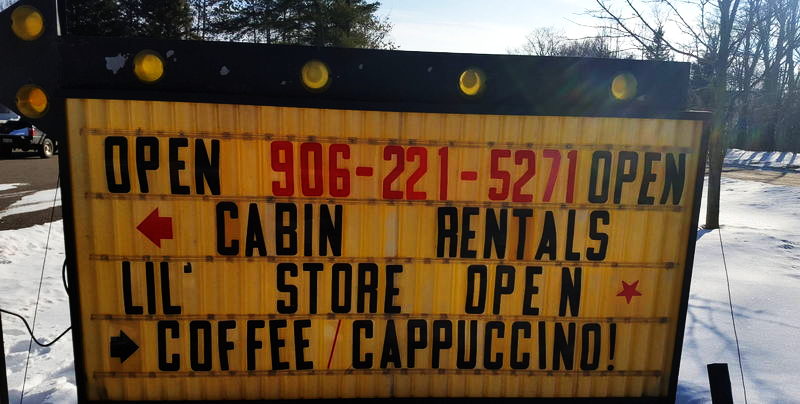 OPEN 906-221-5271 OPEN
CABIN RENTALS
LIL' STORE OPEN
COFFEE/CAPPUCCINO!